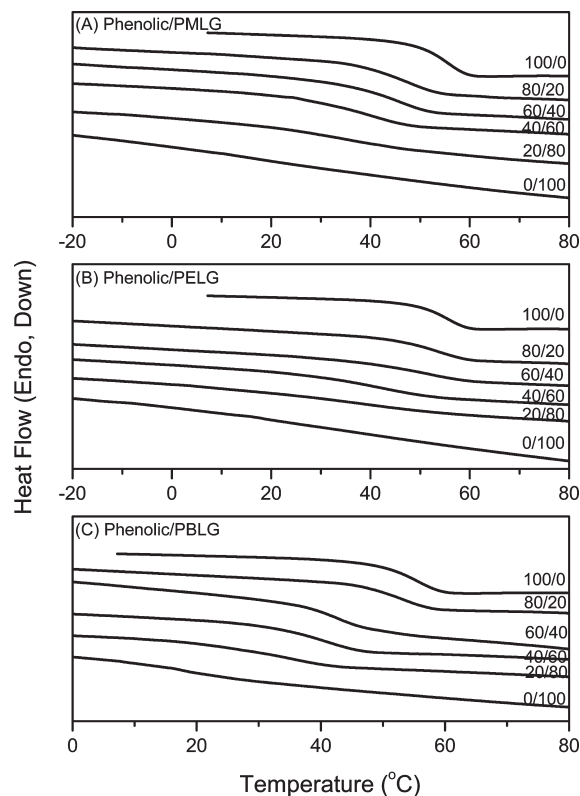 (A) Phenolic/PMLG
100/0
80/20
60/40
40/60
20/80
0/100
-20 0 20 40 60 80
(B) Phenolic/PELG
100/0
80/20
60/40
40/60
20/80
0/100
-20 0 20 40 60 80
(C) Phenolic/PBLG
100/0
80/20
60/40
40/60
20/80
0/100
0 20 40 60 80
Heat Flow (Endo, Down)
Temperature (°C)